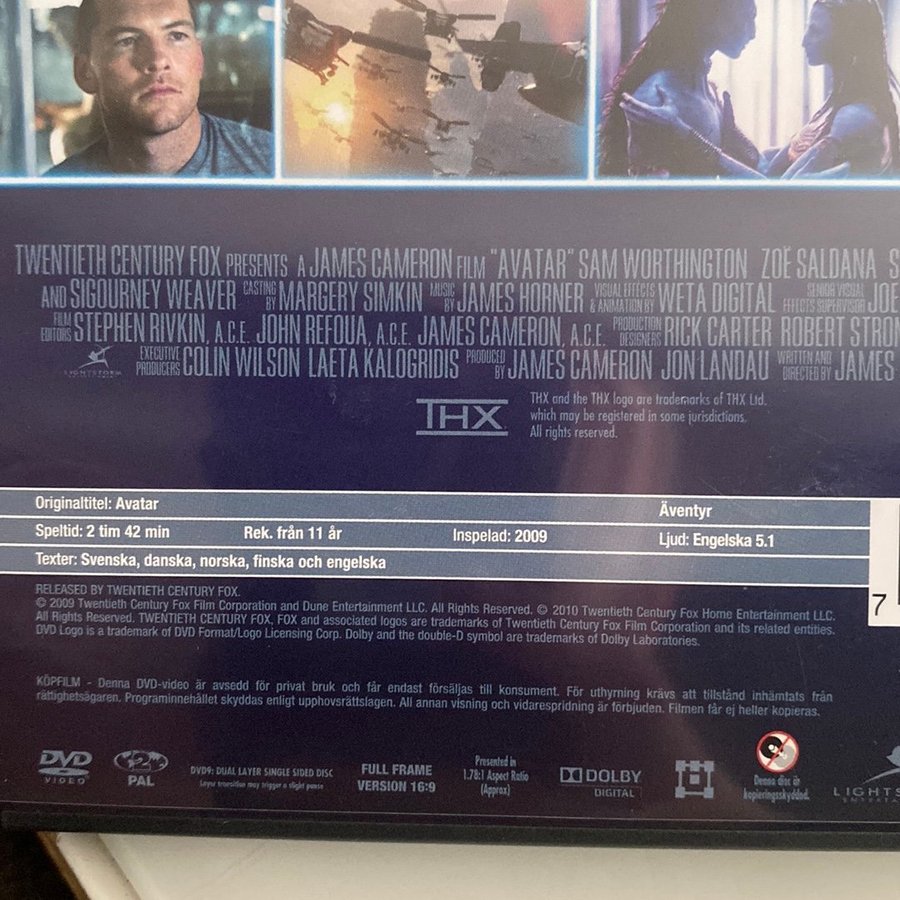 TWENTIETH CENTURY FOX PRESENTS A JAMES CAMERON FILM "AVATAR" SAM WORTHINGTON ZOË SALDANA S
AND SIGOURNEY WEAVER CASTING BY MARGERY SIMKIN MUSIC BY JAMES HORNER VISUAL EFFECTS & ANIMATION BY WETA DIGITAL SENIOR VISUAL EFFECTS SUPERVISOR JOE
FILM EDITORS STEPHEN RIVKIN, A.C.E. JOHN REFOUA, A.C.E. JAMES CAMERON, A.C.E. PRODUCTION DESIGNERS RICK CARTER ROBERT STRO
LIGHTSTORM EXECUTIVE PRODUCERS COLIN WILSON LAETA KALOGRIDIS PRODUCED BY JAMES CAMERON JON LANDAU WRITTEN AND DIRECTED BY JAMES
THX
THX and the THX logo are trademarks of THX Ltd.
which may be registered in some jurisdictions.
All rights reserved.
Originaltitel: Avatar Äventyr
Speltid: 2 tim 42 min Rek. från 11 år Inspelad: 2009 Ljud: Engelska 5.1
Texter: Svenska, danska, norska, finska och engelska
7
RELEASED BY TWENTIETH CENTURY FOX.
© 2009 Twentieth Century Fox Film Corporation and Dune Entertainment LLC. All Rights Reserved. © 2010 Twentieth Century Fox Home Entertainment LLC.
All Rights Reserved. TWENTIETH CENTURY FOX, FOX and associated logos are trademarks of Twentieth Century Fox Film Corporation and its related entities.
DVD Logo is a trademark of DVD Format/Logo Licensing Corp. Dolby and the double-D symbol are trademarks of Dolby Laboratories.
KÖPFILM - Denna DVD-video är avsedd för privat bruk och får endast försäljas till konsument. För uthyrning krävs att tillstånd inhämtats från
rättighetsägaren. Programinnehållet skyddas enligt upphovsrättslagen. All annan visning och vidarespridning är förbjuden. Filmen får ej heller kopieras.
DVD VIDEO
2 PAL
DVD9: DUAL LAYER SINGLE SIDED DISC
Layer transition may trigger a slight pause
FULL FRAME
VERSION 16:9
Presented in
1.78:1 Aspect Ratio
(Approx)
DOLBY
DIGITAL
Denna disc är
kopieringsskyddad.
LIGHTS
ENTERTA